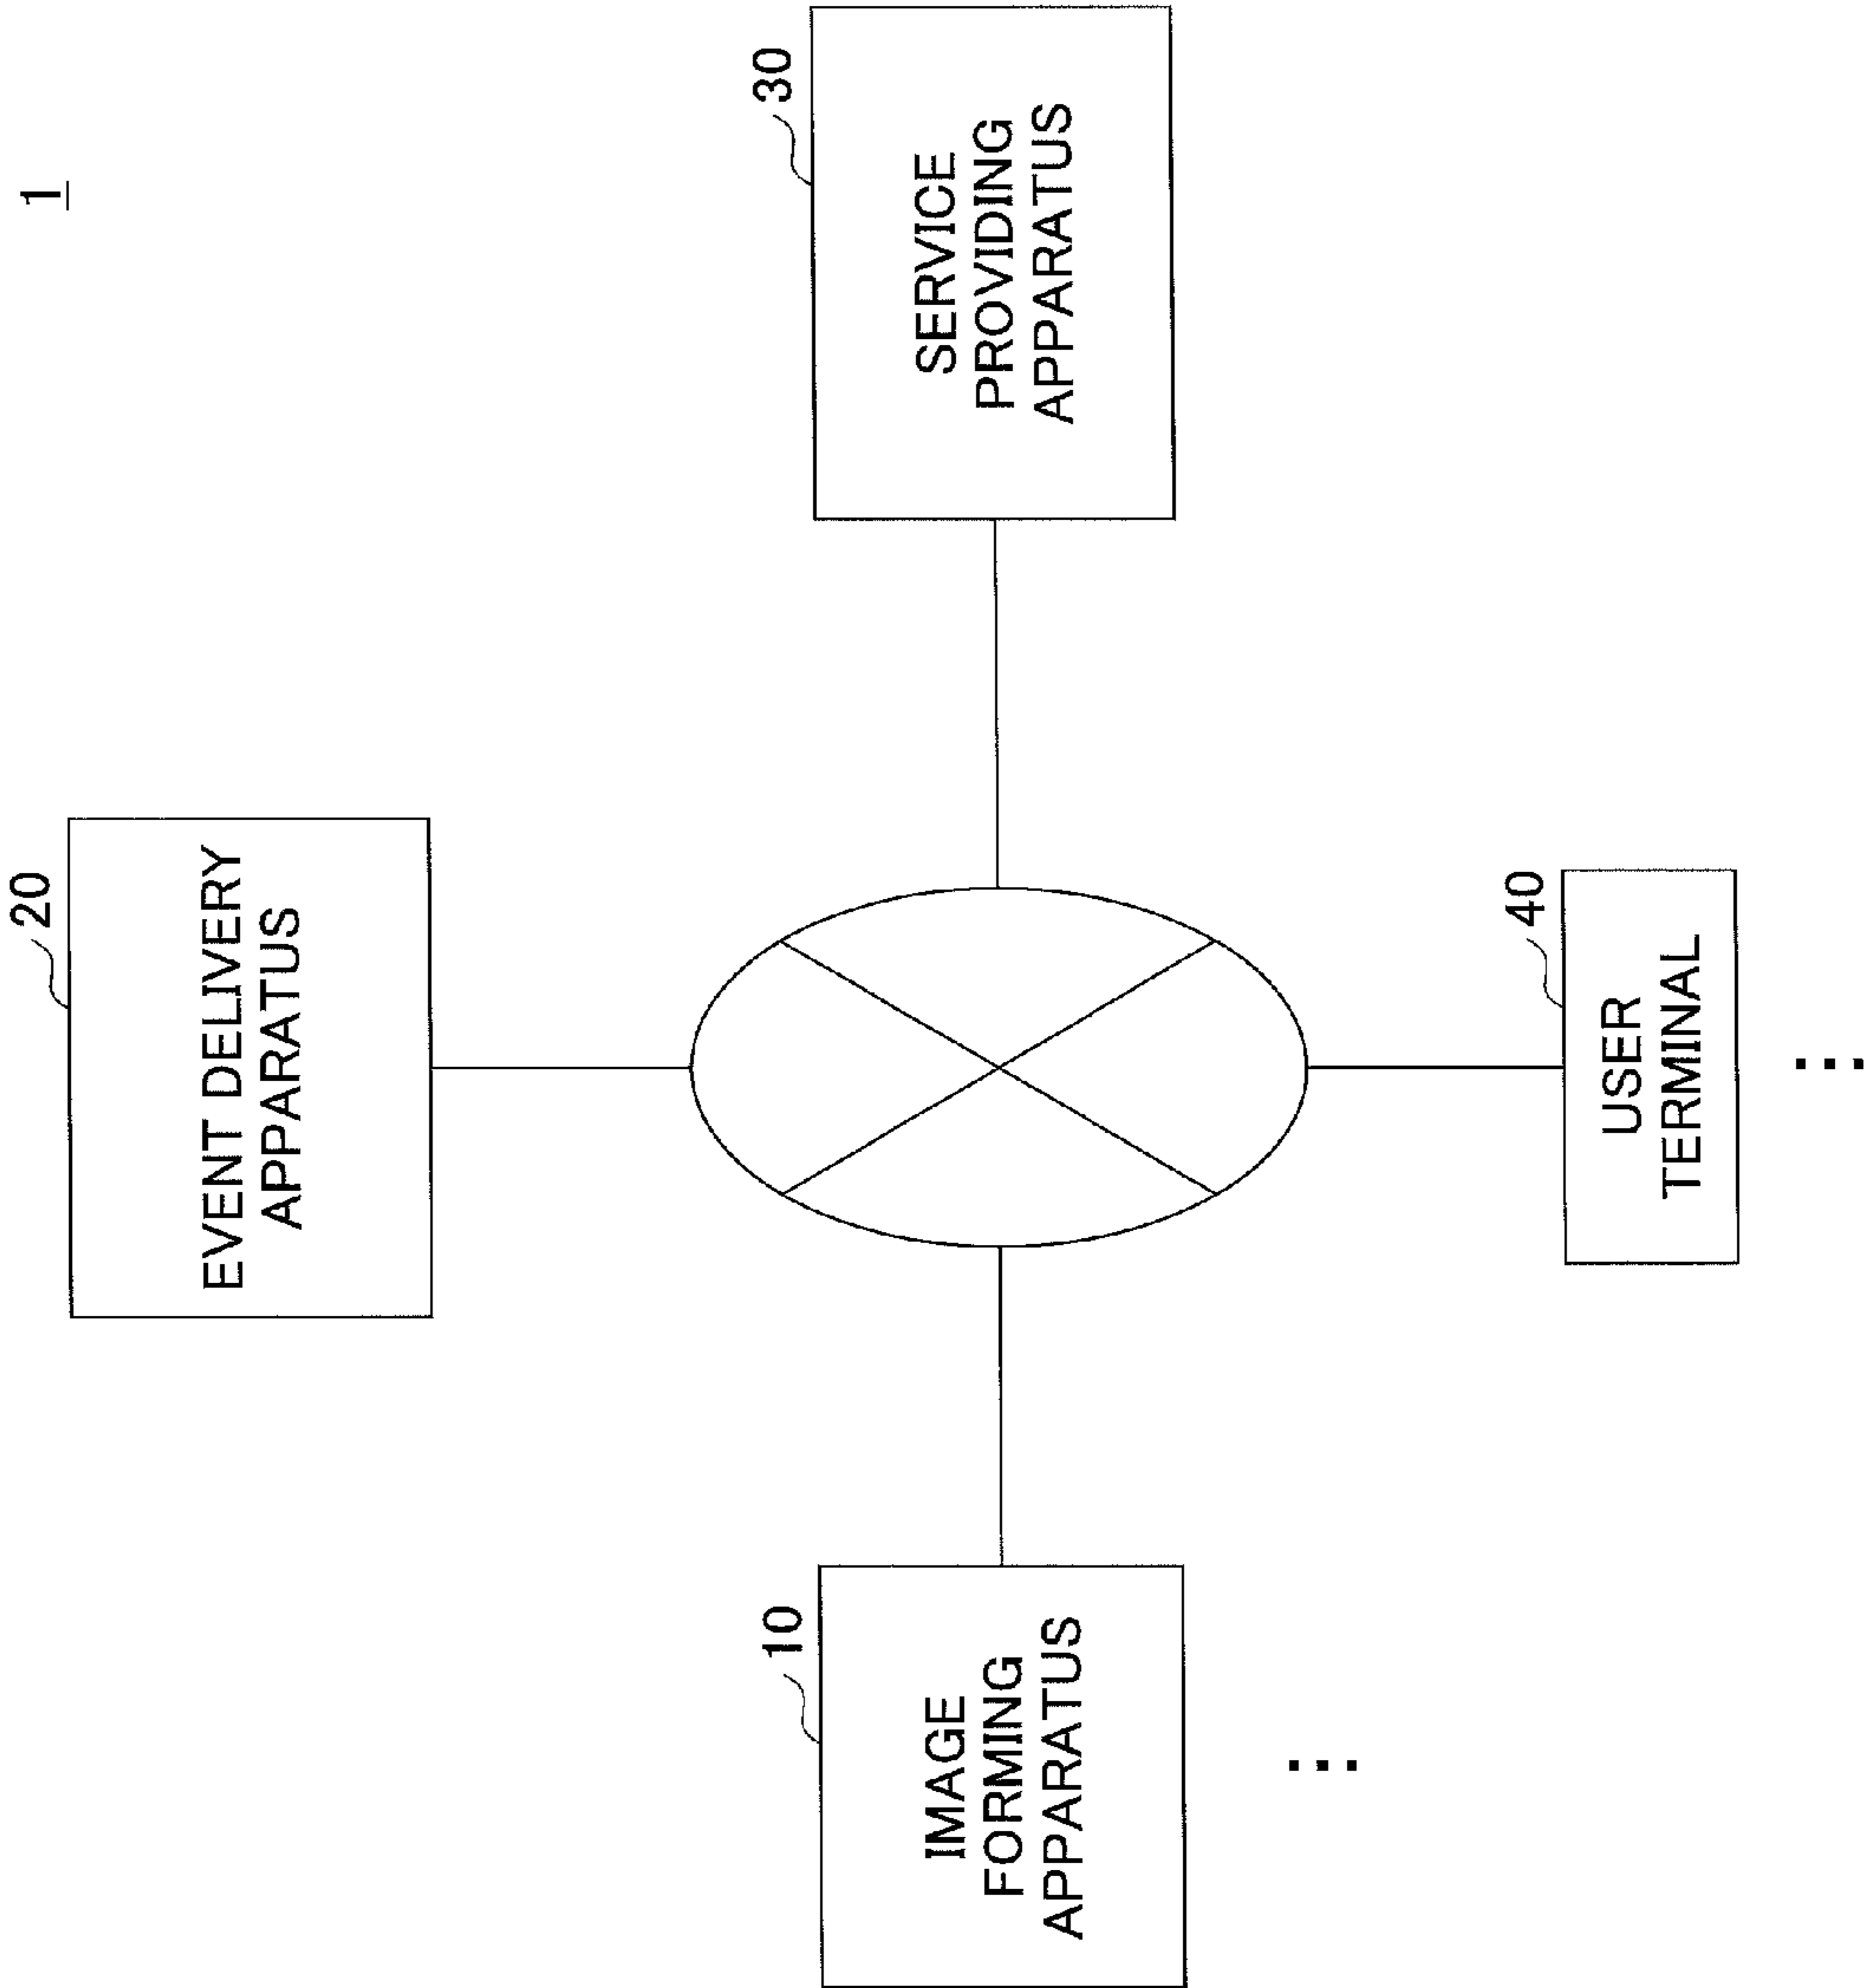 1
20
EVENT DELIVERY
APPARATUS
10
IMAGE
FORMING
APPARATUS
30
SERVICE
PROVIDING
APPARATUS
40
USER
TERMINAL